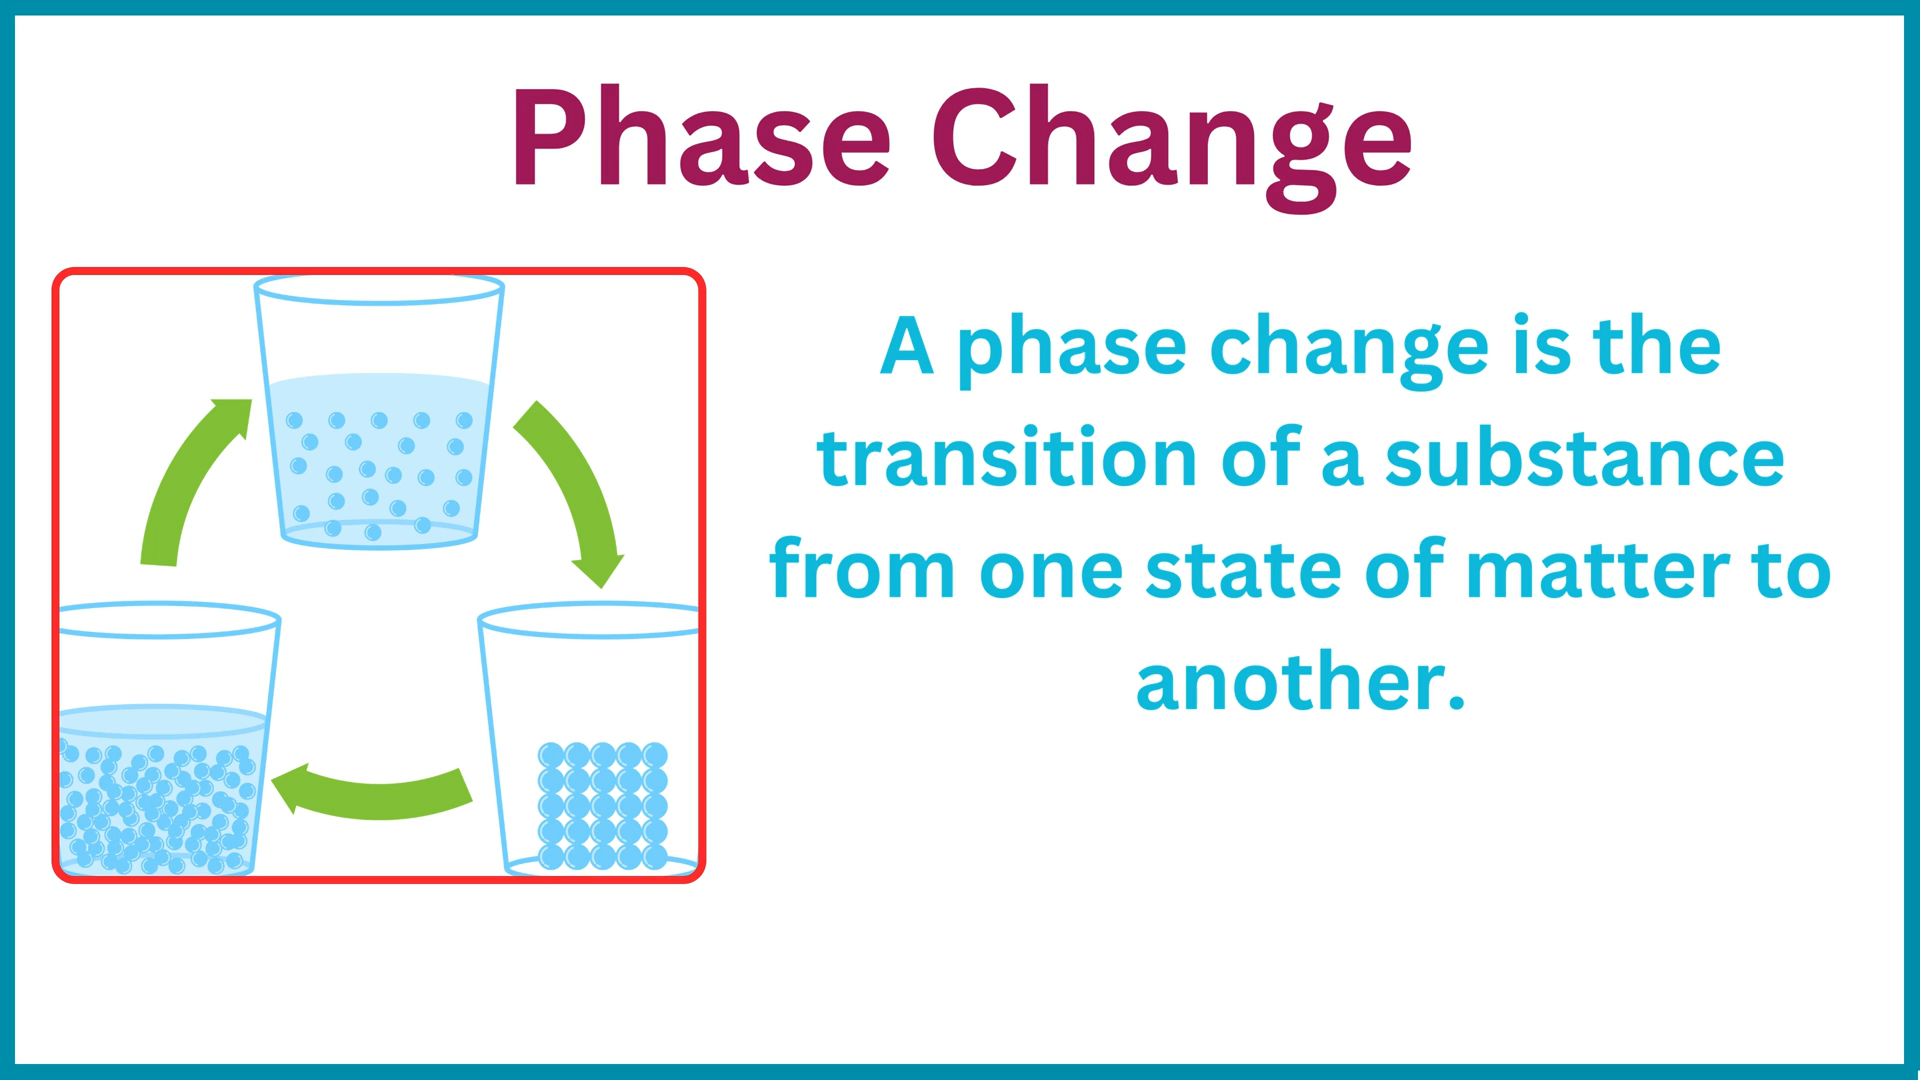 Phase Change
A phase change is the
transition of a substance
from one state of matter to
another.